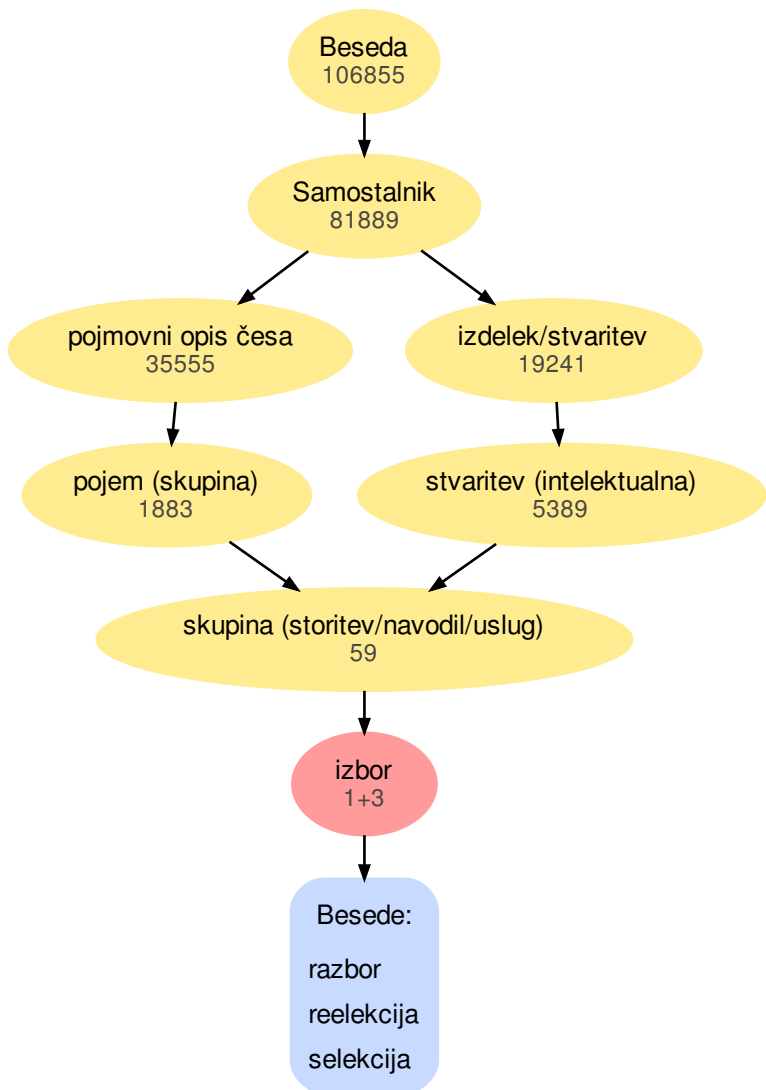 Beseda
106855
Samostalnik
81889
pojmovni opis česa
35555
izdelek/stvaritev
19241
pojem (skupina)
1883
stvaritev (intelektualna)
5389
skupina (storitev/navodil/uslug)
59
izbor
1+3
Besede:
razbor
reelekcija
selekcija